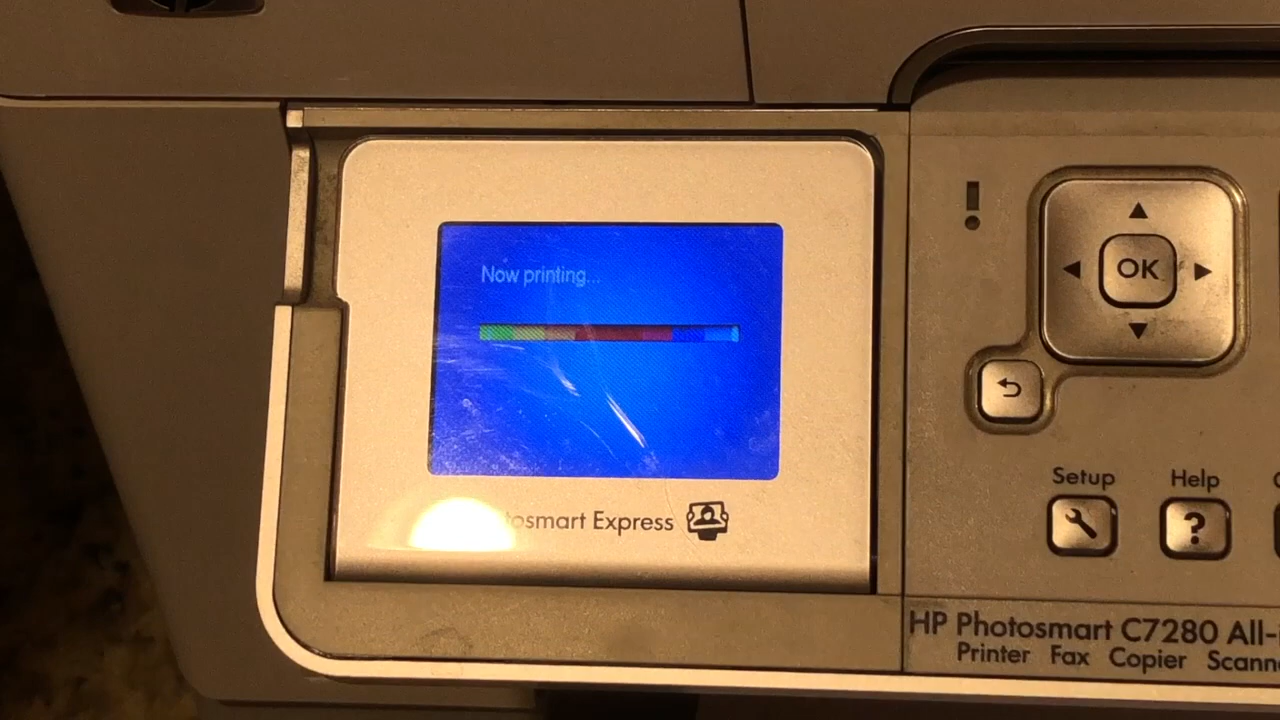 Now printing...
tosmart Express
OK
Setup
Help
HP Photosmart C7280 All-
Printer Fax Copier Scann